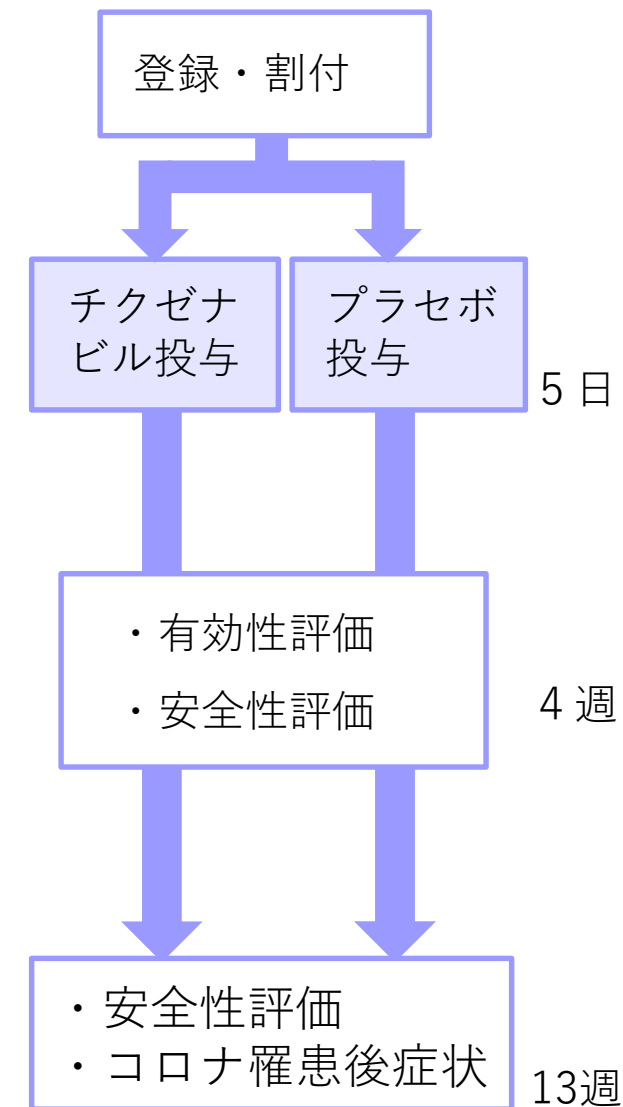 登録・割付
チクゼナ
ビル投与
プラセボ
投与
5 日
・有効性評価
・安全性評価
4 週
・安全性評価
・コロナ罹患後症状
13週